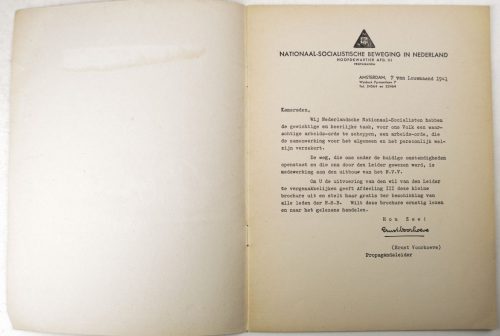 NATIONAAL-SOCIALISTISCHE BEWEGING IN NEDERLAND
HOOFDKWARTIER AFD. III
PROPAGANDA
AMSTERDAM, 7 van Louwmaand 1941
Kameraden,
Wij Nederlandsche Nationaal-Socialisten hebben
de gewichtige en heerlijke taak, voor ons Volk een waar-
achtige arbeids-orde te scheppen, een arbeids-orde, die
de samenwerking voor het algemeen en het persoonlijk wel-
zijn verzekert.
De weg, die ons onder de huidige omstandigheden
openstaat en die ons door den Leider gewezen werd, is
medewerking aan den uitbouw van het N.V.V.
Om U de uitvoering van den wil van den Leider
te vergemakkelijken geeft Afdeeling III deze kleine
brochure uit en stelt haar gratis ter beschikking van
alle leden der N.S.B. Wilt deze brochure ernstig lezen
en naar het gelezene handelen.
Hou Zee!
Ernst Voorhoeve
(Ernst Voorhoeve)
Propagandaleider